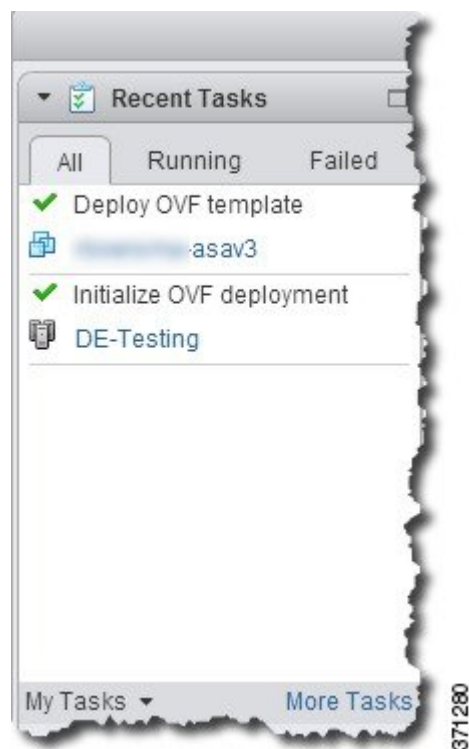 Recent Tasks
All Running Failed
Deploy OVF template
-asav3
Initialize OVF deployment
DE-Testing
My Tasks More Tasks
371280